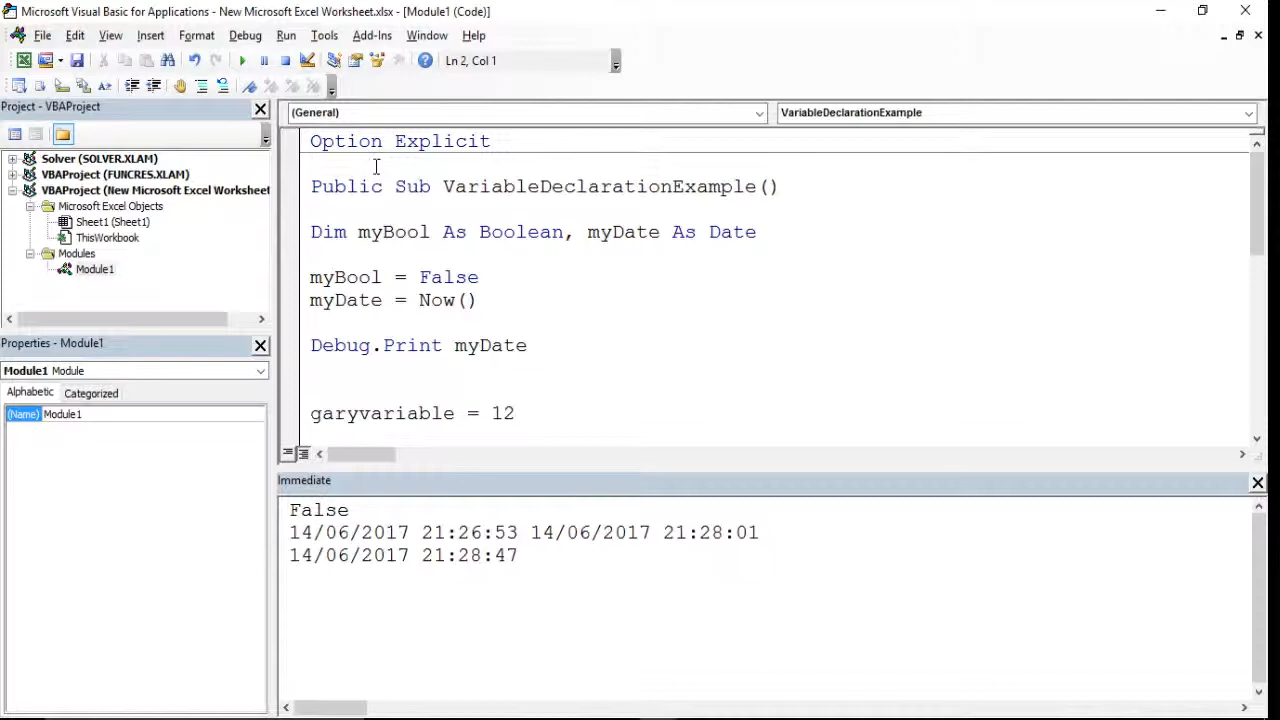 Microsoft Visual Basic for Applications - New Microsoft Excel Worksheet.xlsx - [Module1 (Code)]
File Edit View Insert Format Debug Run Tools Add-Ins Window Help
Ln 2, Col 1
Project - VBAProject
Solver (SOLVER.XLAM)
VBAProject (FUNCRES.XLAM)
VBAProject (New Microsoft Excel Worksheet
Microsoft Excel Objects
Sheet1 (Sheet1)
ThisWorkbook
Modules
Module1
Properties - Module1
Module1 Module
Alphabetic Categorized
(Name) Module1
(General) VariableDeclarationExample
Option Explicit
Public Sub VariableDeclarationExample()
Dim myBool As Boolean, myDate As Date
myBool = False
myDate = Now()
Debug.Print myDate
garyvariable = 12
Immediate
False
14/06/2017 21:26:53 14/06/2017 21:28:01
14/06/2017 21:28:47